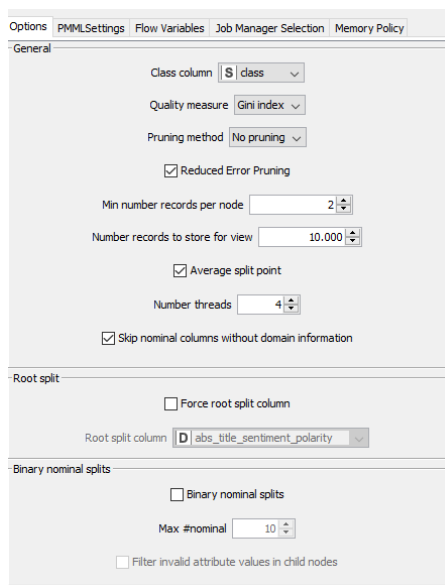 Options PMMLSettings Flow Variables Job Manager Selection Memory Policy
General
Class column S class
Quality measure Gini index
Pruning method No pruning
Reduced Error Pruning
Min number records per node 2
Number records to store for view 10.000
Average split point
Number threads 4
Skip nominal columns without domain information
Root split
Force root split column
Root split column D abs_title_sentiment_polarity
Binary nominal splits
Binary nominal splits
Max #nominal 10
Filter invalid attribute values in child nodes